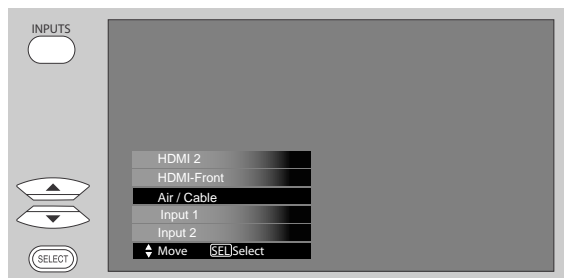 INPUTS
HDMI 2
HDMI-Front
Air / Cable
Input 1
Input 2
Move SEL Select
SELECT